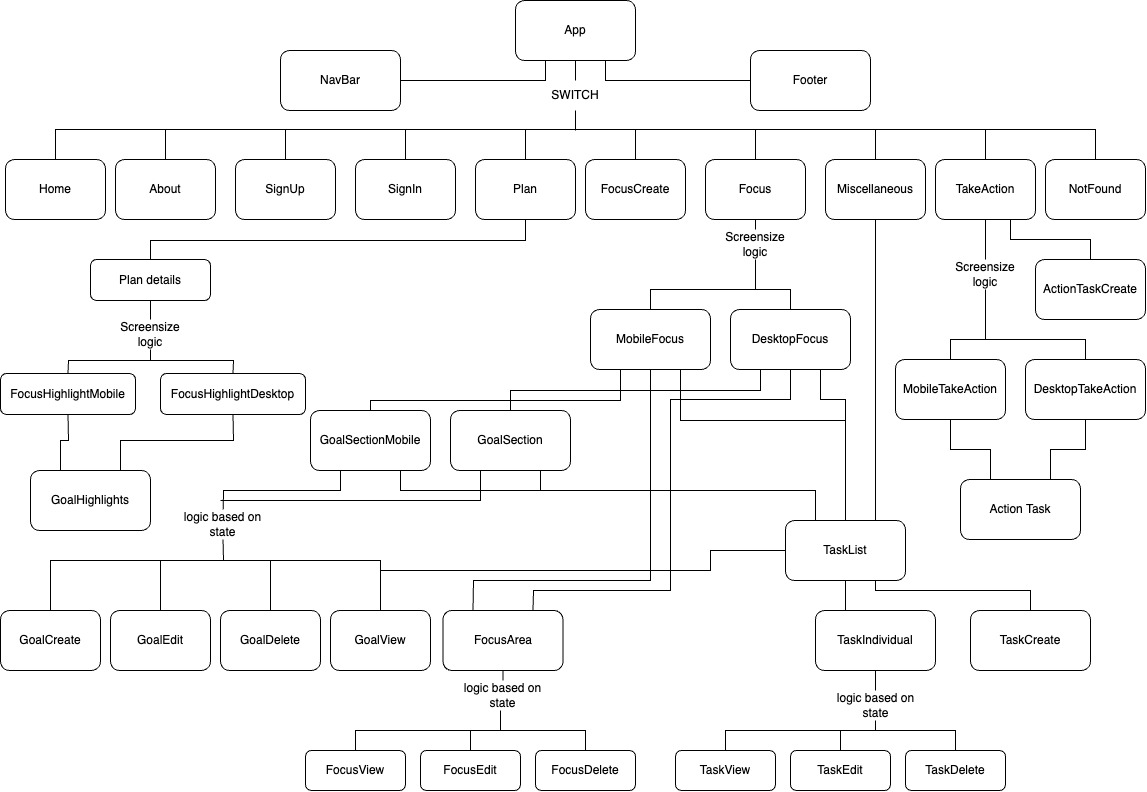 App
NavBar
Footer
SWITCH
Home
About
SignUp
SignIn
Plan
FocusCreate
Focus
Miscellaneous
TakeAction
NotFound
Screensize
logic
Plan details
Screensize
logic
ActionTaskCreate
Screensize
logic
MobileFocus
DesktopFocus
FocusHighlightMobile
FocusHighlightDesktop
MobileTakeAction
DesktopTakeAction
GoalSectionMobile
GoalSection
GoalHighlights
Action Task
logic based on
state
TaskList
GoalCreate
GoalEdit
GoalDelete
GoalView
FocusArea
TaskIndividual
TaskCreate
logic based on
state
logic based on
state
FocusView
FocusEdit
FocusDelete
TaskView
TaskEdit
TaskDelete